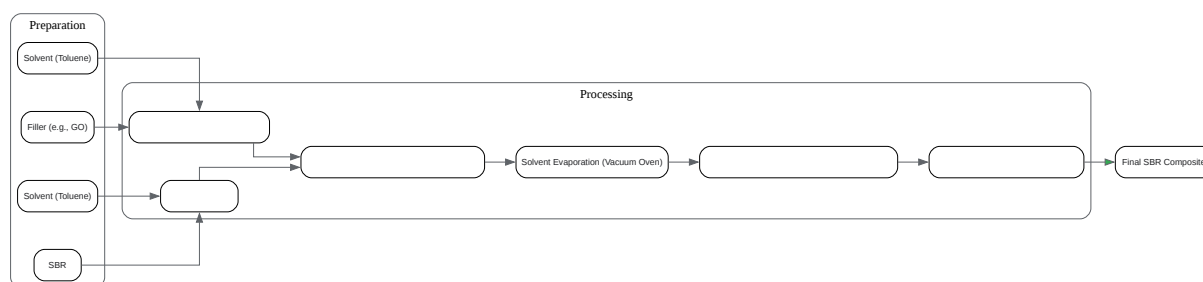 Preparation
Solvent (Toluene)
Processing
Filler (e.g., GO)
Solvent Evaporation (Vacuum Oven)
Final SBR Composite
Solvent (Toluene)
SBR